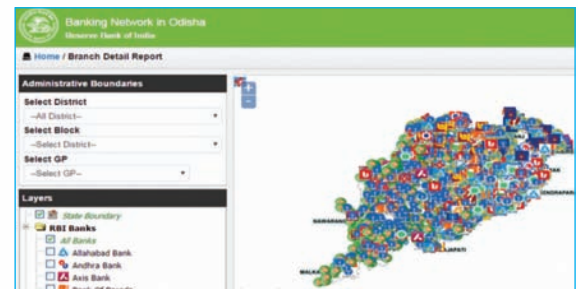 Banking Network in Odisha
Reserve Bank of India
Home / Branch Detail Report
Administrative Boundaries
Select District
--All District--
Select Block
--Select District--
Select GP
--Select GP--
Layers
State Boundary
RBI Banks
All Banks
Allahabad Bank
Andhra Bank
Axis Bank